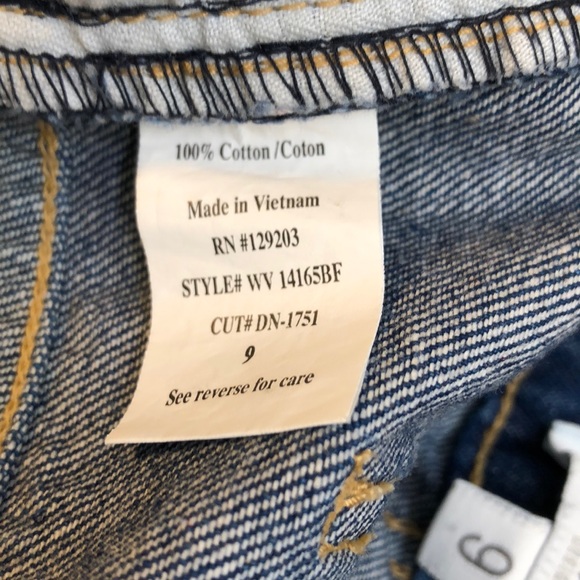 100% Cotton /Coton
Made in Vietnam
RN #129203
STYLE# WV 14165BF
CUT# DN-1751
9
See reverse for care
9